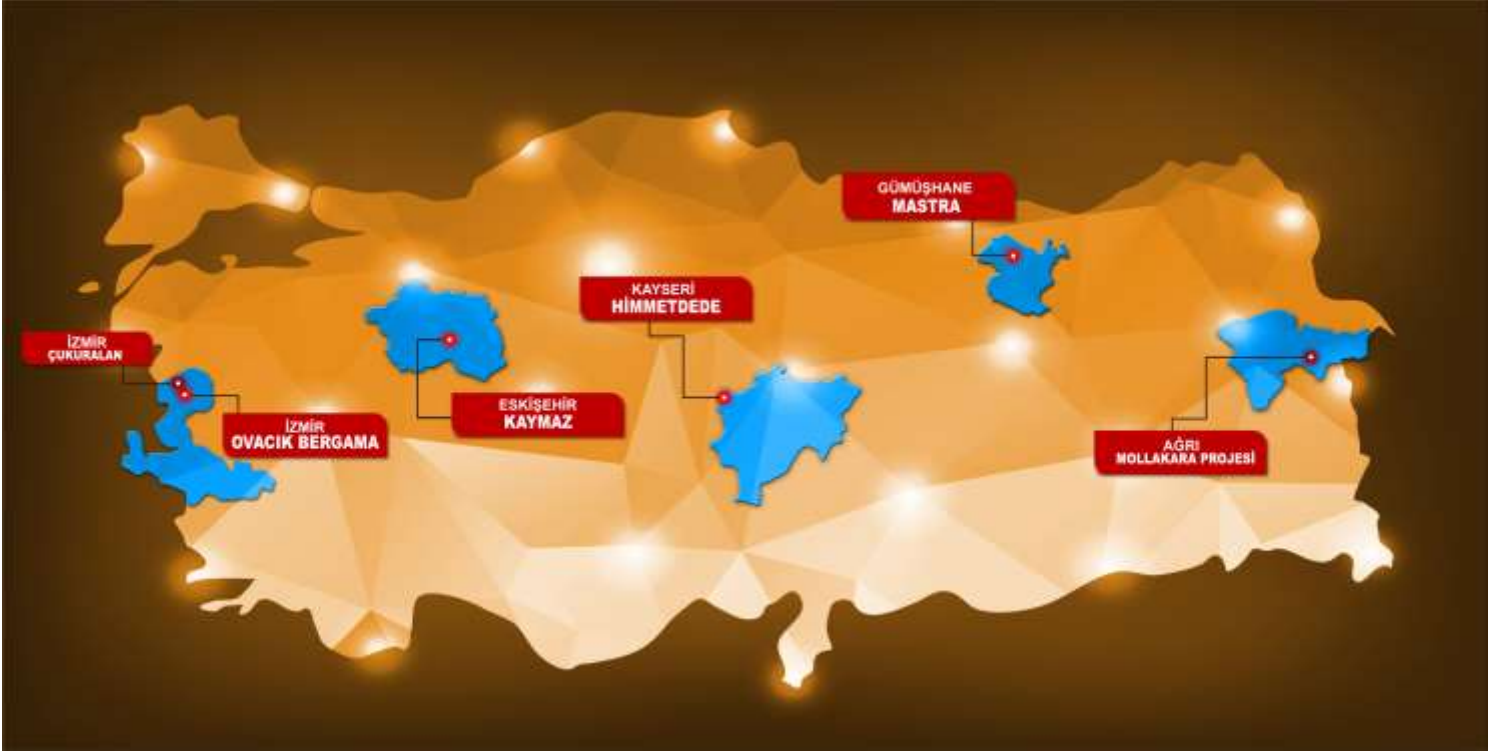 GÜMÜŞHANE
MASTRA
KAYSERİ
HİMMETDEDE
İZMİR
ÇUKURALAN
ESKİŞEHİR
KAYMAZ
İZMİR
OVACIK BERGAMA
AĞRI
MOLLAKARA PROJESİ